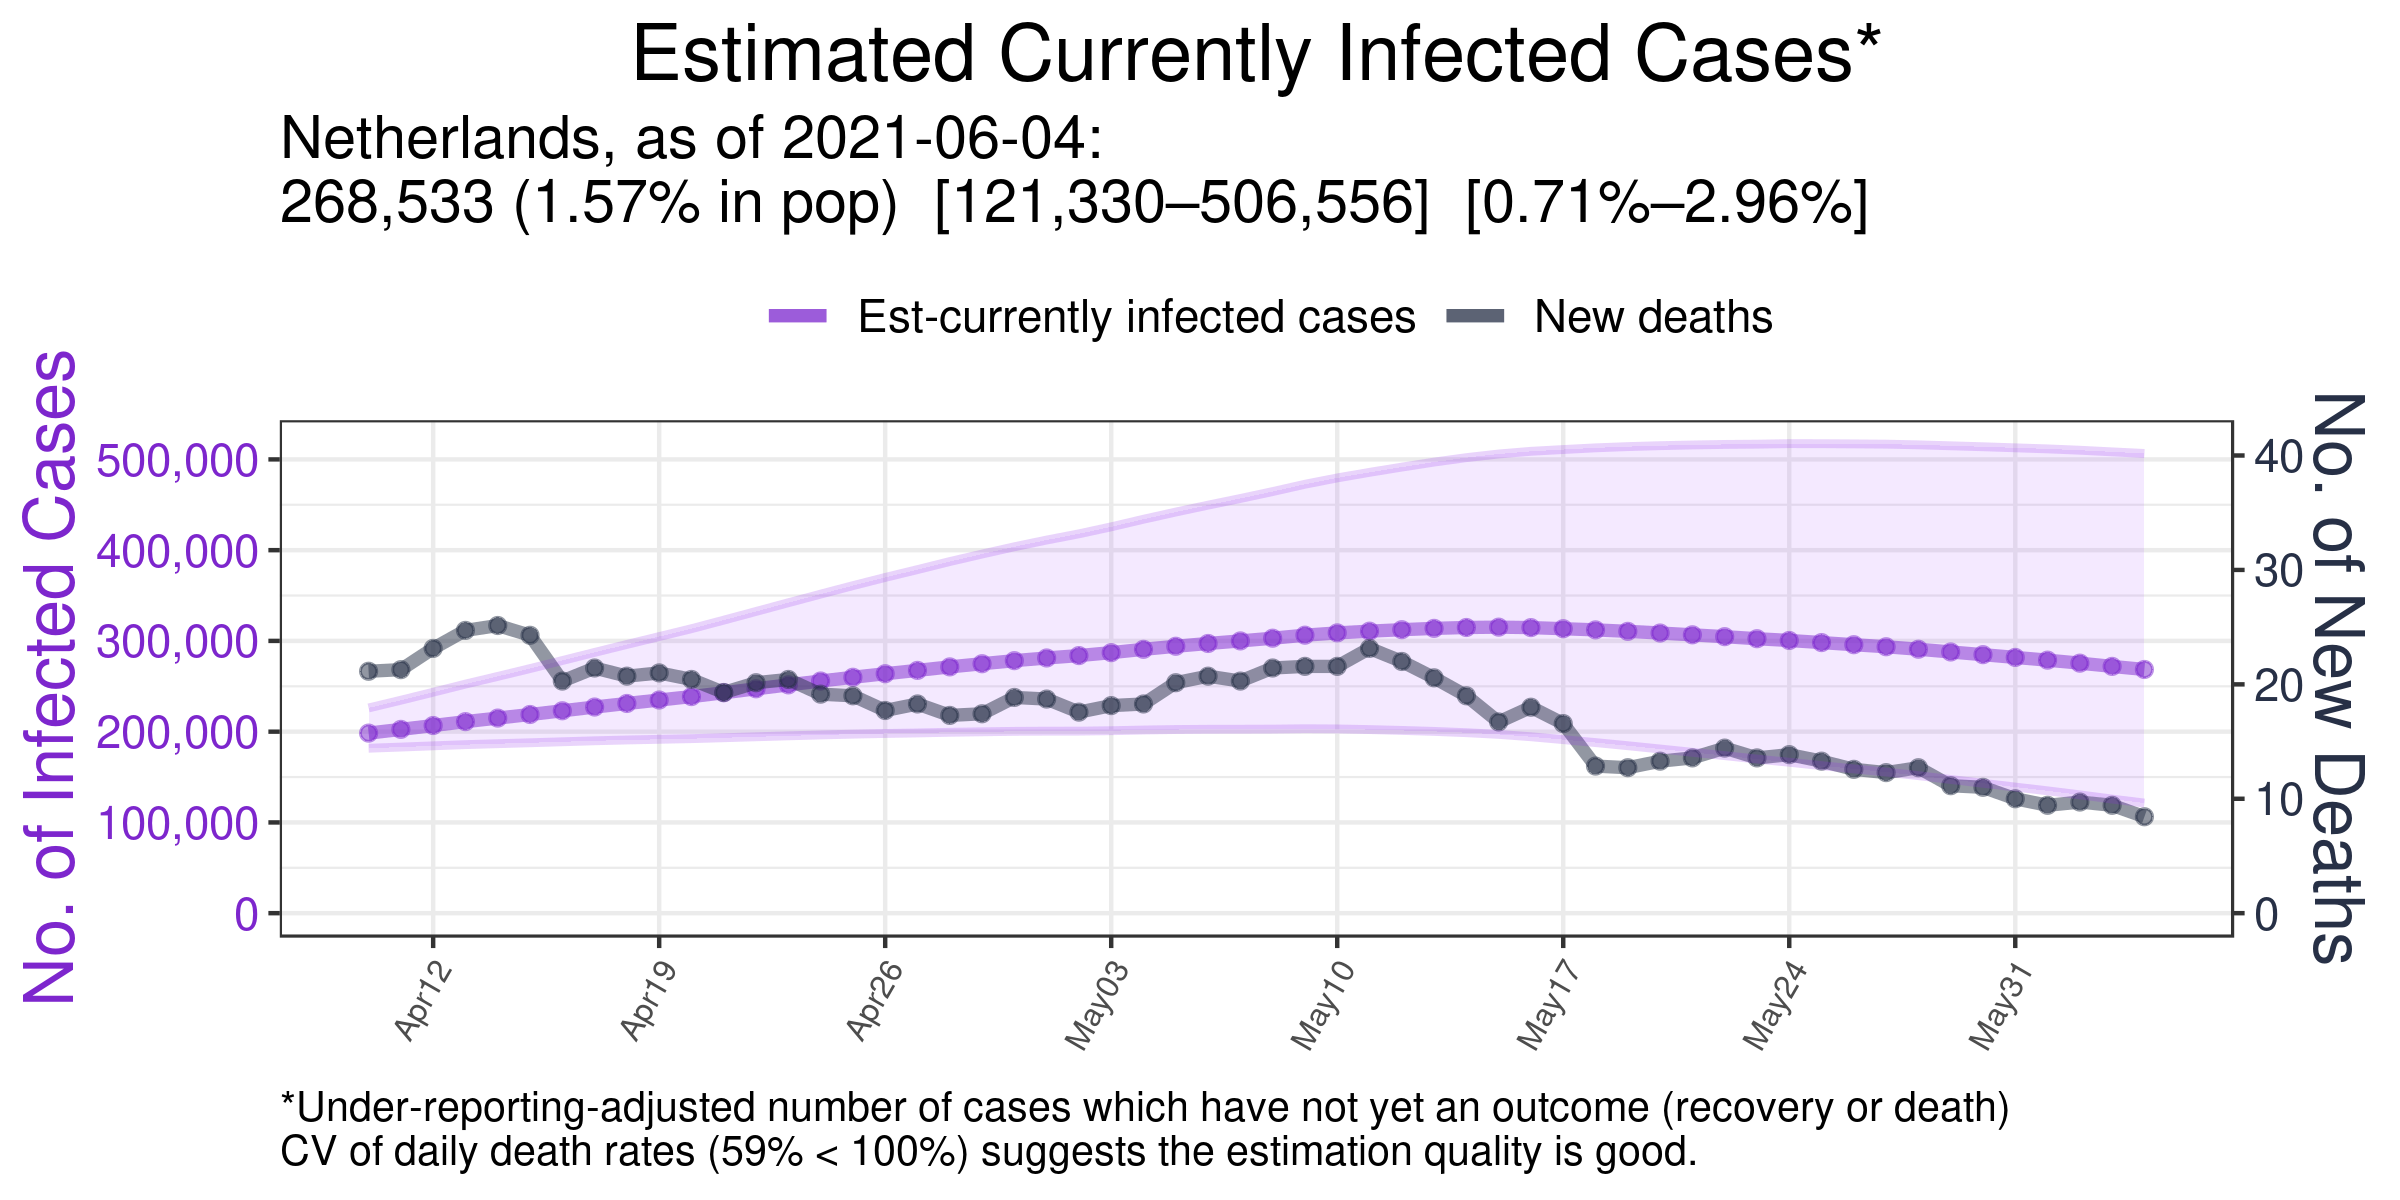 Estimated Currently Infected Cases*
Netherlands, as of 2021-06-04:
268,533 (1.57% in pop) [121,330–506,556] [0.71%–2.96%]
Est-currently infected cases New deaths
No. of Infected Cases
500,000
400,000
300,000
200,000
100,000
0
40
30
20
10
0
No. of New Deaths
Apr12 Apr19 Apr26 May03 May10 May17 May24 May31
*Under-reporting-adjusted number of cases which have not yet an outcome (recovery or death)
CV of daily death rates (59% < 100%) suggests the estimation quality is good.